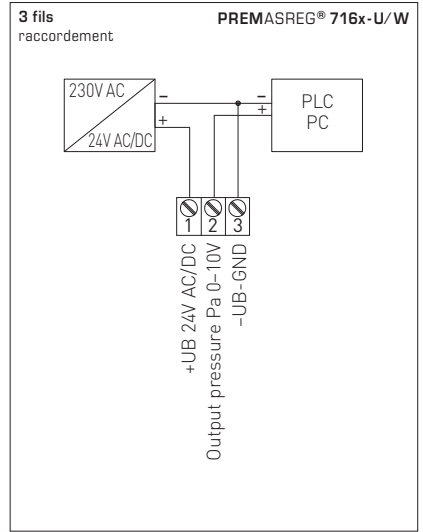 3 fils PREMASREG® 716x-U/W
raccordement
230V AC
24V AC/DC
–
+
–
+
PLC
PC
1 2 3
+UB 24V AC/DC
Output pressure Pa 0–10V
–UB-GND